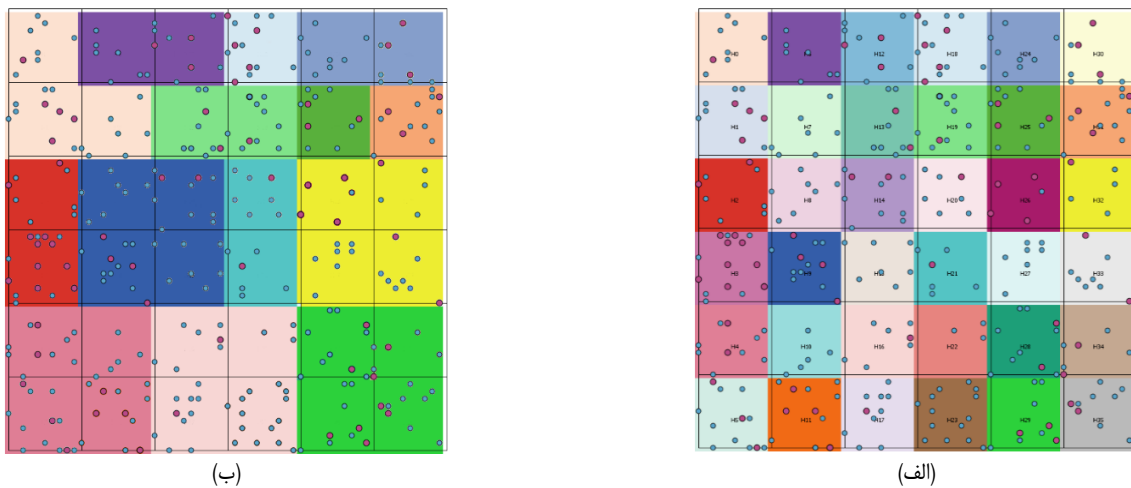 H0 H12 H18 H24 H30
H1 H7 H13 H19 H25
H2 H8 H14 H20 H26 H32
H3 H9 H21 H27 H33
H4 H10 H16 H22 H28 H34
H5 H11 H17 H23 H29 H35
(الف)
(ب)